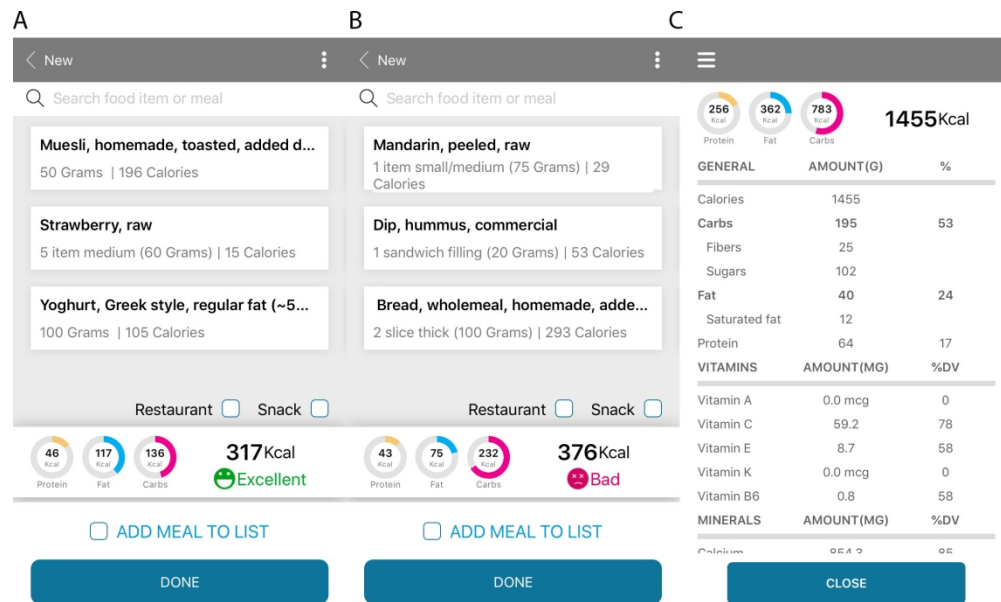 A
New
Search food item or meal
Muesli, homemade, toasted, added d...
50 Grams | 196 Calories
Strawberry, raw
5 item medium (60 Grams) | 15 Calories
Yoghurt, Greek style, regular fat (~5...
100 Grams | 105 Calories
Restaurant Snack
46 Kcal Protein
117 Kcal Fat
136 Kcal Carbs
317Kcal
Excellent
ADD MEAL TO LIST
DONE
B
New
Search food item or meal
Mandarin, peeled, raw
1 item small/medium (75 Grams) | 29
Calories
Dip, hummus, commercial
1 sandwich filling (20 Grams) | 53 Calories
Bread, wholemeal, homemade, adde...
2 slice thick (100 Grams) | 293 Calories
Restaurant Snack
43 Kcal Protein
75 Kcal Fat
232 Kcal Carbs
376Kcal
Bad
ADD MEAL TO LIST
DONE
C
256 Kcal Protein
362 Kcal Fat
783 Kcal Carbs
1455Kcal
GENERAL AMOUNT(G) %
Calories 1455
Carbs 195 53
Fibers 25
Sugars 102
Fat 40 24
Saturated fat 12
Protein 64 17
VITAMINS AMOUNT(MG) %DV
Vitamin A 0.0 mcg 0
Vitamin C 59.2 78
Vitamin E 8.7 58
Vitamin K 0.0 mcg 0
Vitamin B6 0.8 58
MINERALS AMOUNT(MG) %DV
Calcium 854.3 85
CLOSE